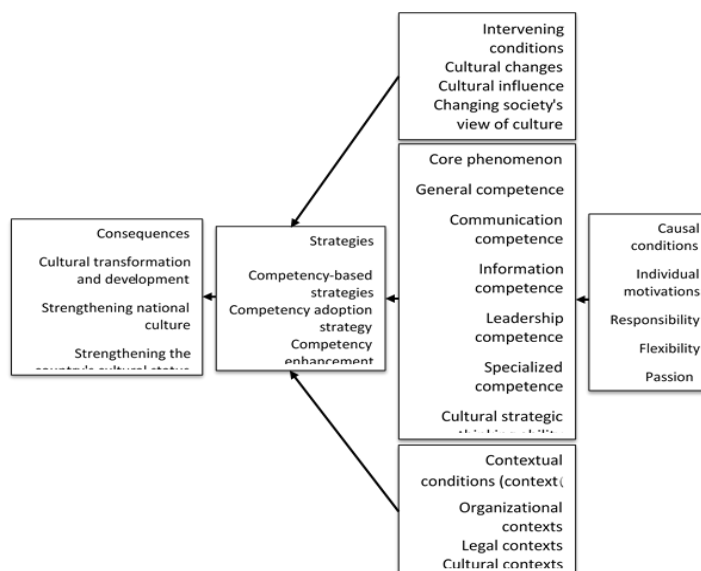 Intervening
conditions
Cultural changes
Cultural influence
Changing society's
view of culture
Core phenomenon
General competence
Communication
competence
Information
competence
Leadership
competence
Specialized
competence
Cultural strategic
Consequences
Cultural transformation
and development
Strengthening national
culture
Strengthening the
country's cultural status
Strategies
Competency-based
strategies
Competency adoption
strategy
Competency
enhancement
Causal
conditions
Individual
motivations
Responsibility
Flexibility
Passion
Contextual
conditions (context(
Organizational
contexts
Legal contexts
Cultural contexts